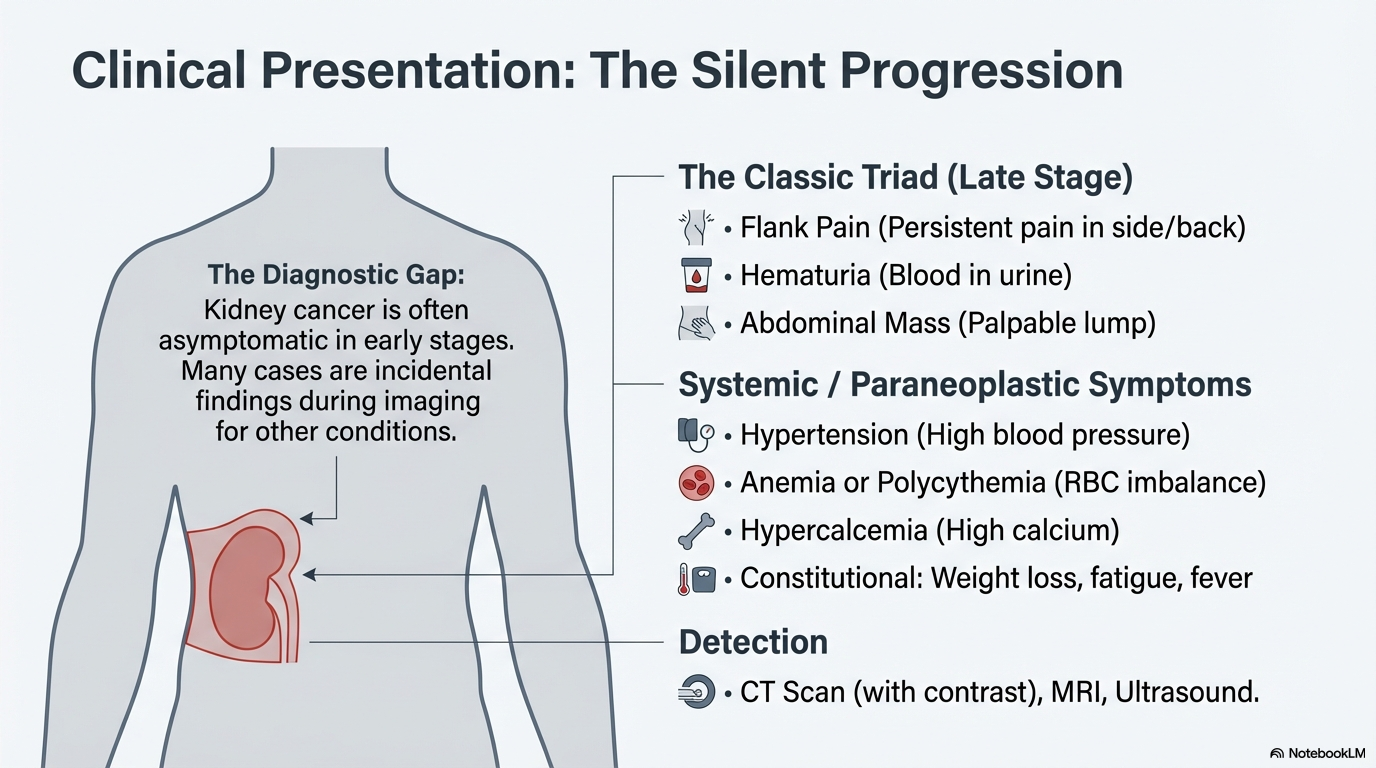 Clinical Presentation: The Silent Progression
The Diagnostic Gap:
Kidney cancer is often
asymptomatic in early stages.
Many cases are incidental
findings during imaging
for other conditions.
The Classic Triad (Late Stage)
• Flank Pain (Persistent pain in side/back)
• Hematuria (Blood in urine)
• Abdominal Mass (Palpable lump)
Systemic / Paraneoplastic Symptoms
• Hypertension (High blood pressure)
• Anemia or Polycythemia (RBC imbalance)
• Hypercalcemia (High calcium)
• Constitutional: Weight loss, fatigue, fever
Detection
• CT Scan (with contrast), MRI, Ultrasound.
NotebookLM